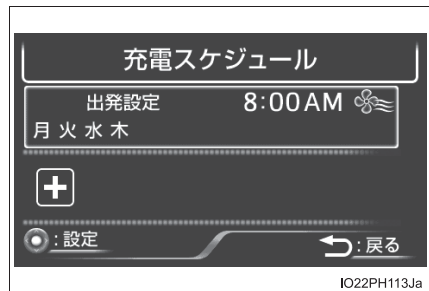 充電スケジュール
出発設定 8:00AM
月 火 水 木
:設定 :戻る
IO22PH113Ja